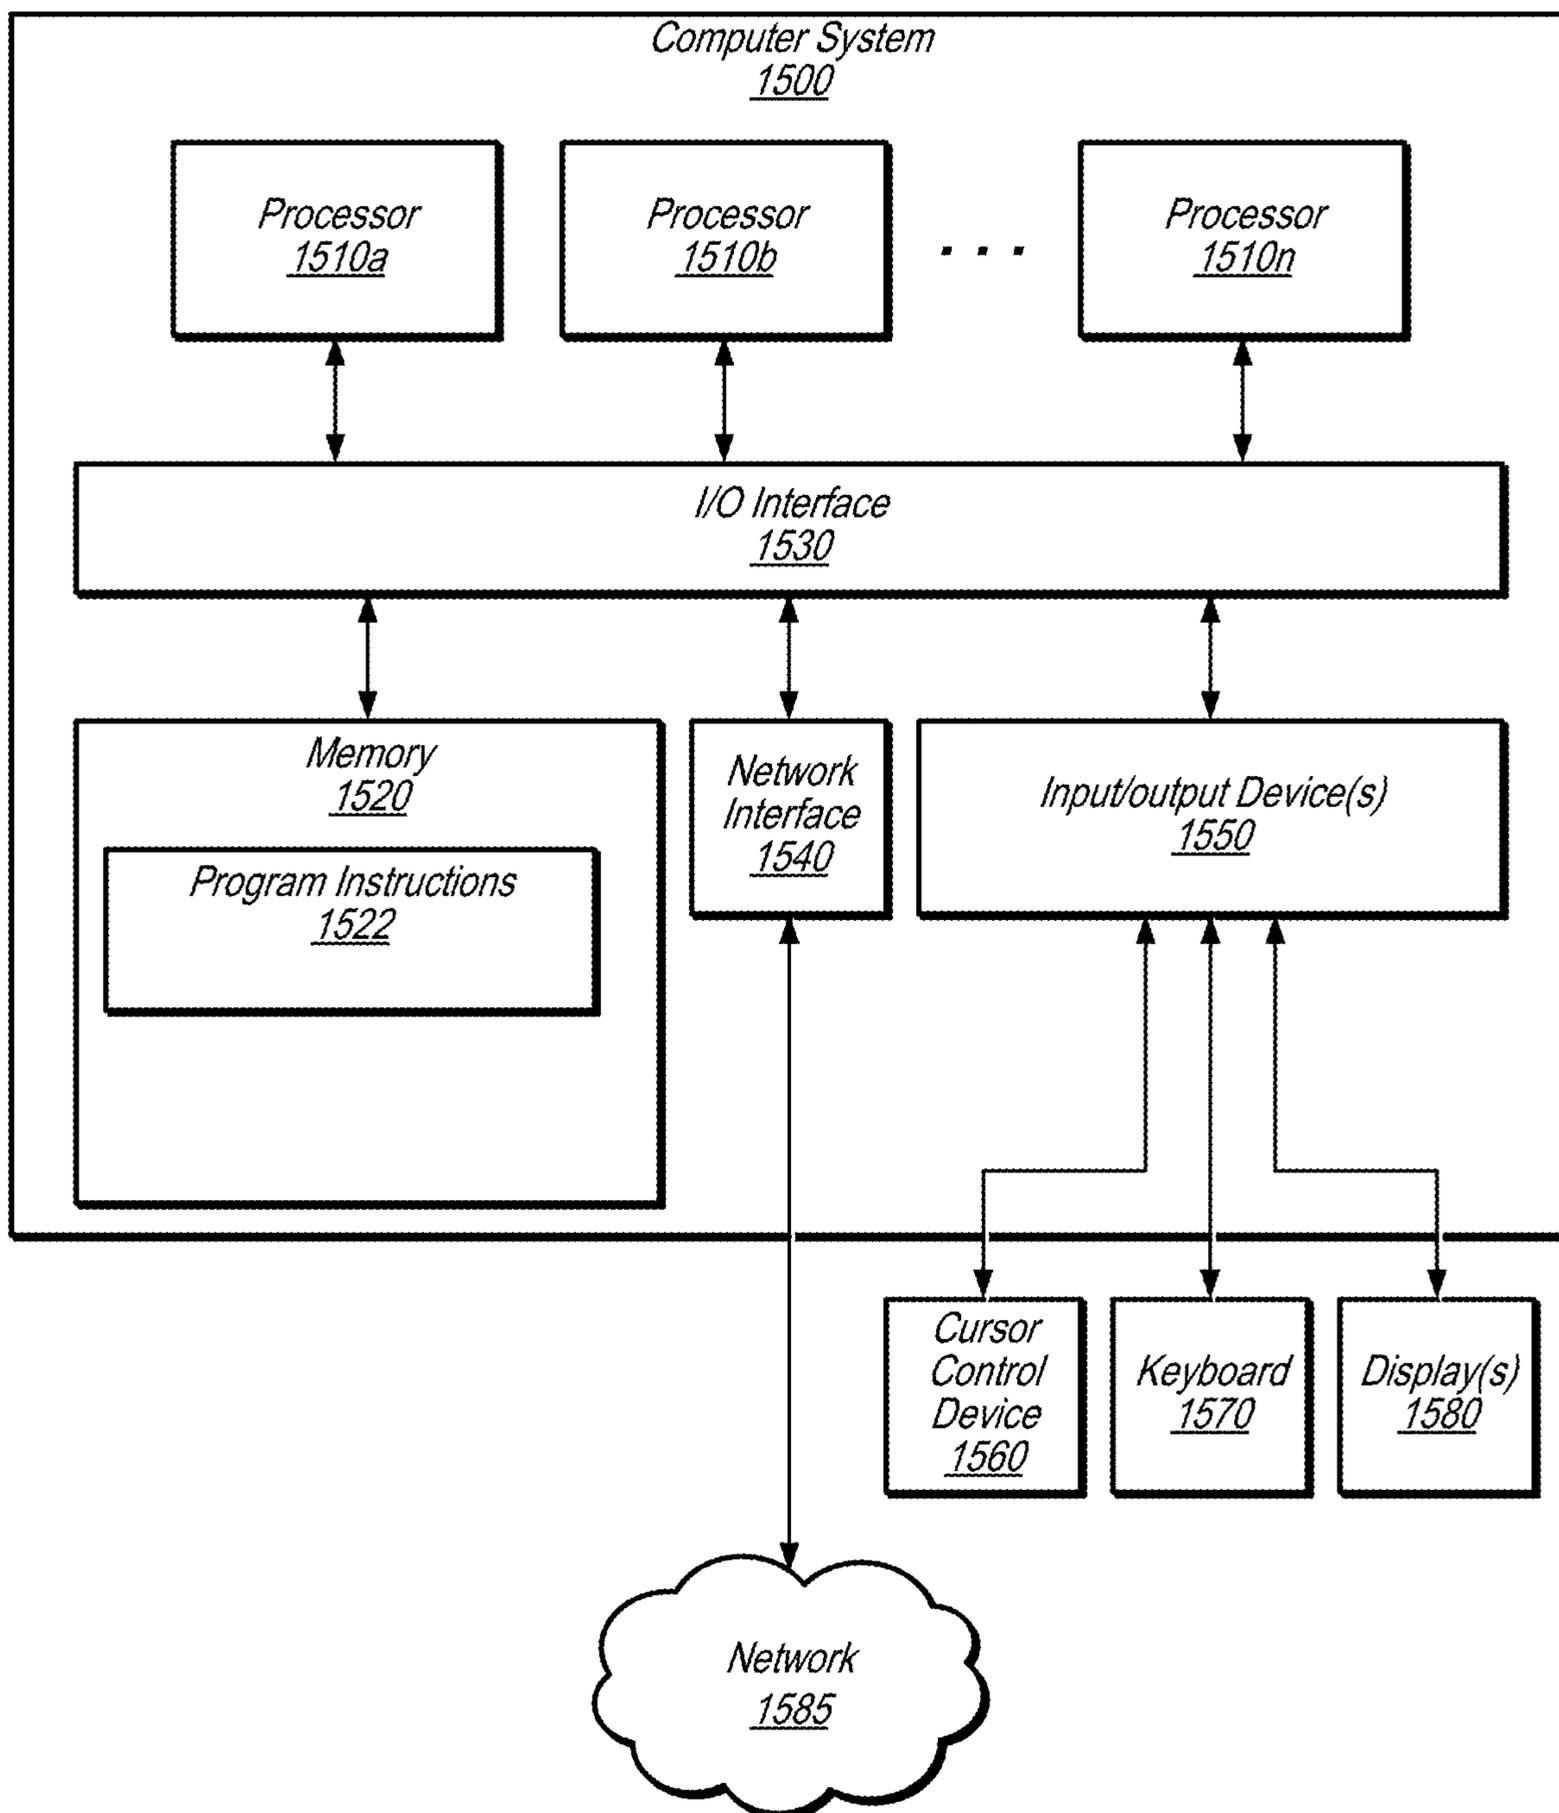 Computer System
1500
Processor
1510a
Processor
1510b
. . .
Processor
1510n
I/O Interface
1530
Memory
1520
Program Instructions
1522
Network
Interface
1540
Input/output Device(s)
1550
Cursor
Control
Device
1560
Keyboard
1570
Display(s)
1580
Network
1585